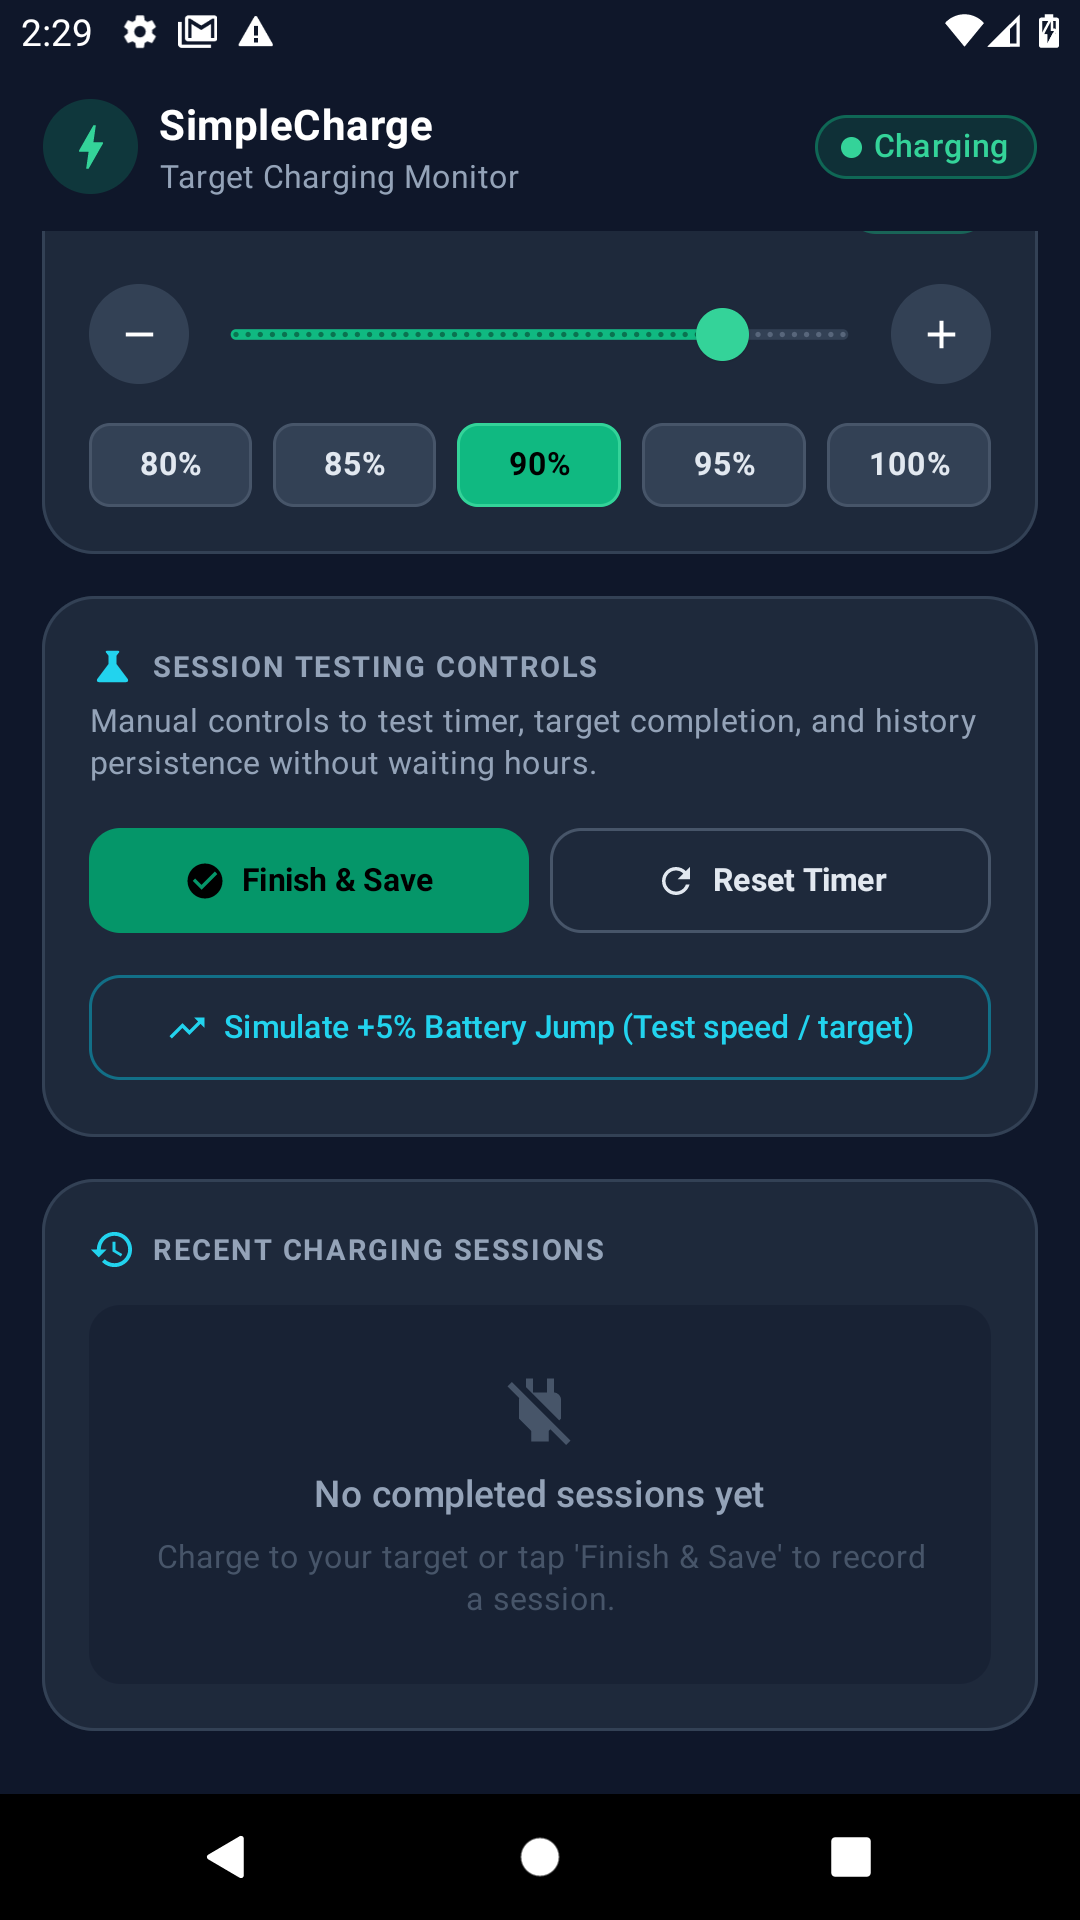 2:29
SimpleCharge
Target Charging Monitor
Charging
80%
85%
90%
95%
100%
SESSION TESTING CONTROLS
Manual controls to test timer, target completion, and history
persistence without waiting hours.
Finish & Save
Reset Timer
Simulate +5% Battery Jump (Test speed / target)
RECENT CHARGING SESSIONS
No completed sessions yet
Charge to your target or tap 'Finish & Save' to record
a session.